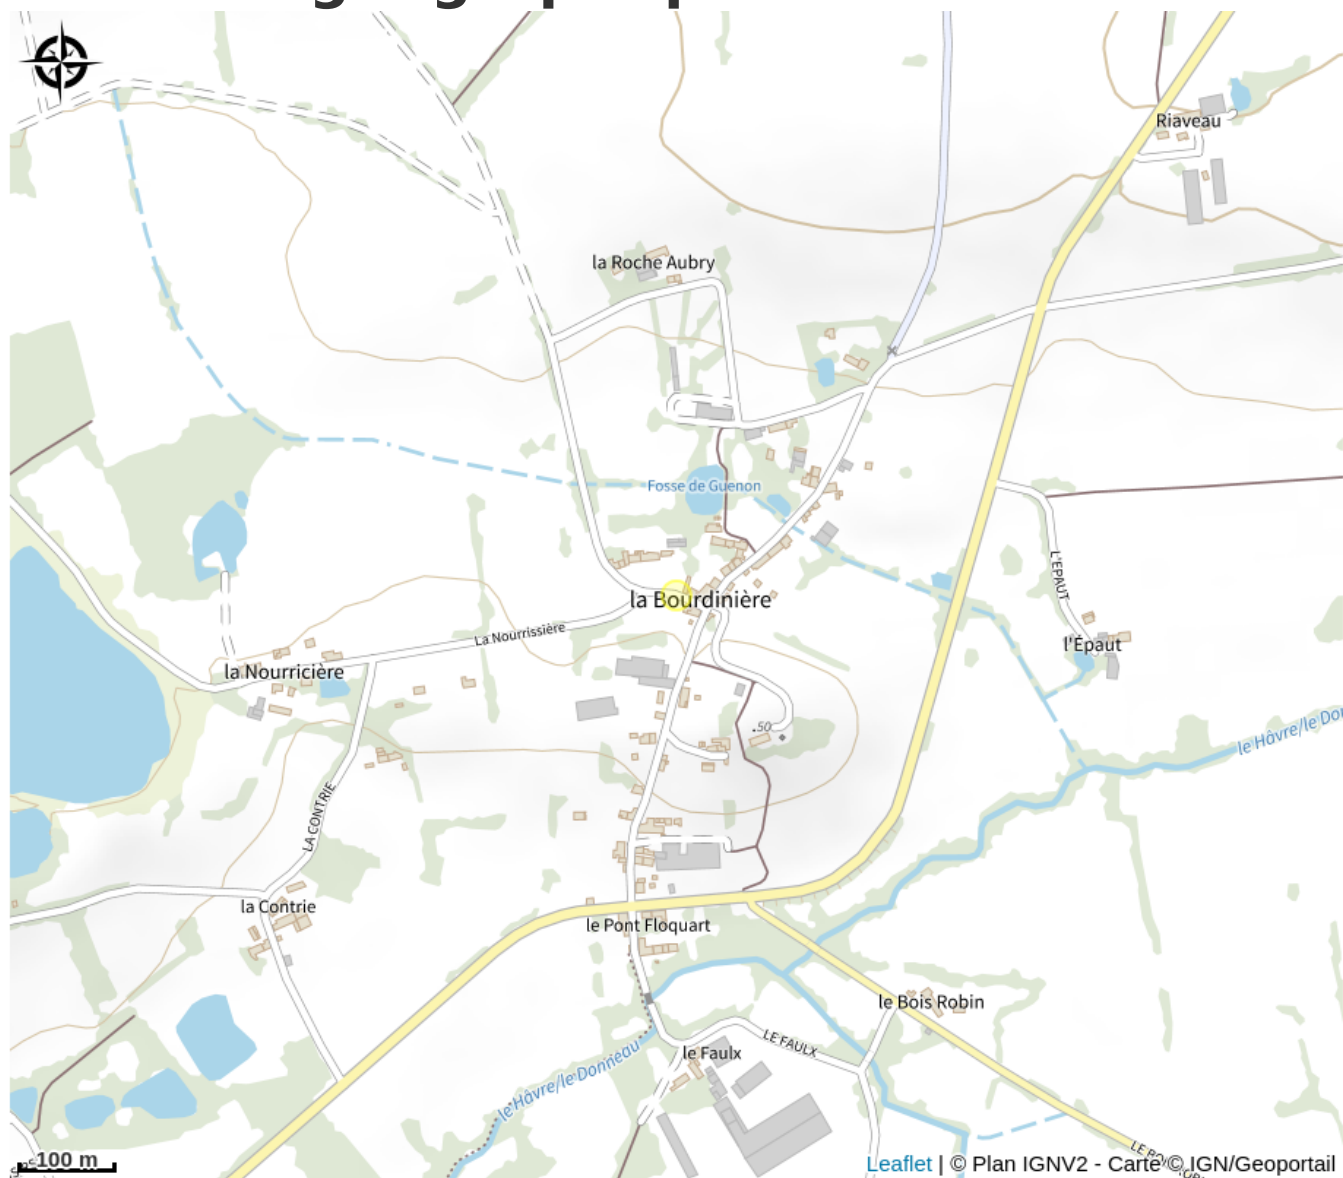 Riaveau
la Roche Aubry
Fosse de Guenon
L'EPAUT
la Bourdinière
La Nourrissière
l'Épaut
la Nourricière
.50
le Hâvre/le Dor
LA CONTRIE
la Contrie
le Pont Floquart
le Bois Robin
LE FAULX
le Faulx
le Hâvre/le Donneau
100 m
Leaflet | © Plan IGNV2 - Carte © IGN/Geoportail